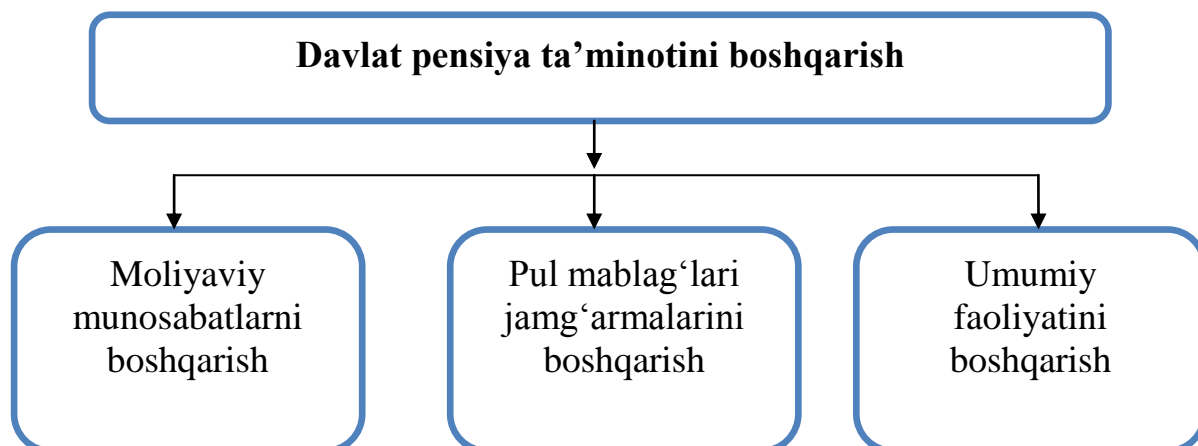 Davlat pensiya ta’minotini boshqarish
Moliyaviy
munosabatlarni
boshqarish
Pul mablag‘lari
jamg‘armalarini
boshqarish
Umumiy
faoliyatini
boshqarish